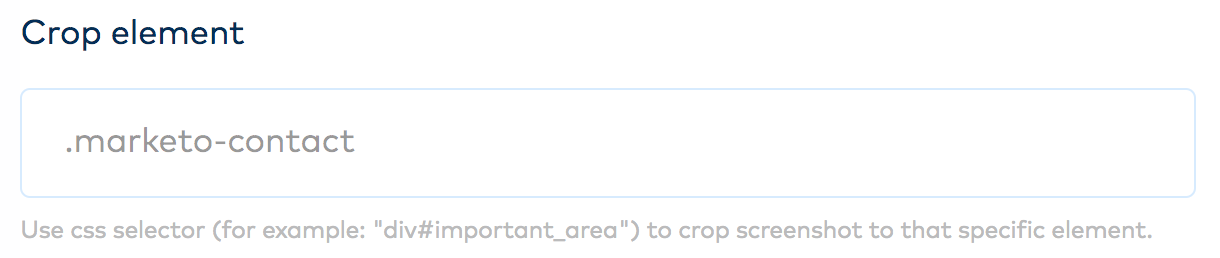 Crop element
.marketo-contact
Use css selector (for example: "div#important_area") to crop screenshot to that specific element.